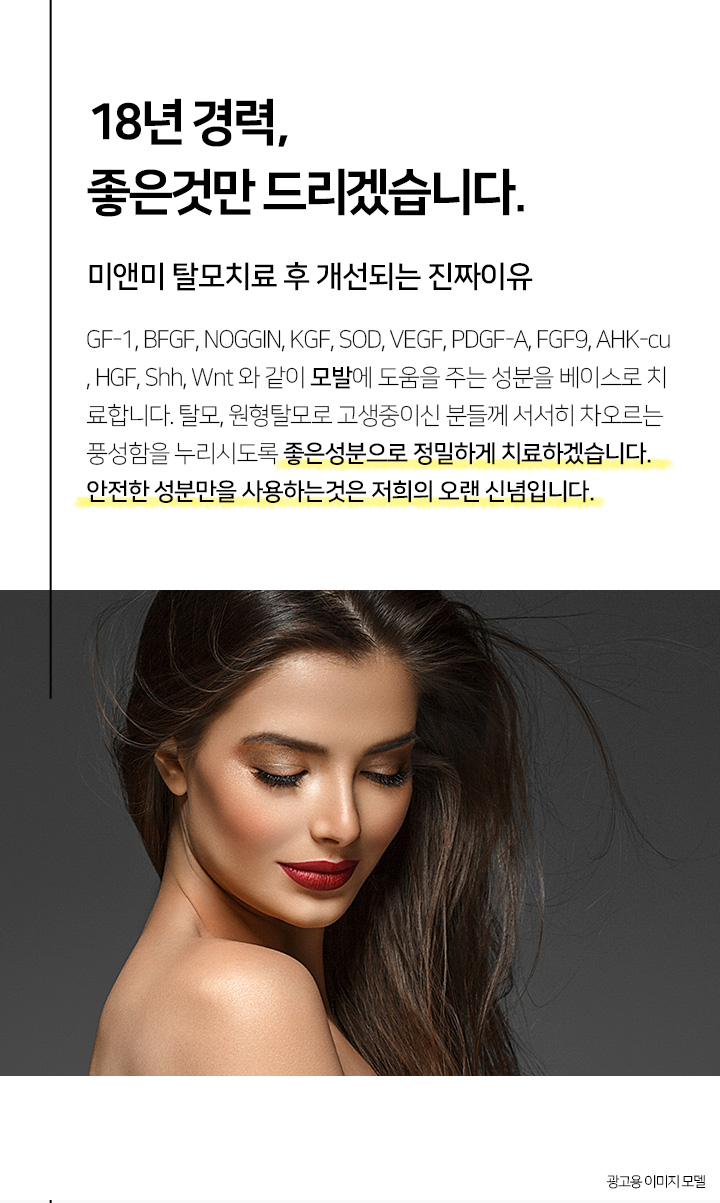 18년 경력,
좋은것만 드리겠습니다.
미앤미 탈모치료 후 개선되는 진짜이유
GF-1, BFGF, NOGGIN, KGF, SOD, VEGF, PDGF-A, FGF9, AHK-cu
, HGF, Shh, Wnt 와 같이 모발에 도움을 주는 성분을 베이스로 치
료합니다. 탈모, 원형탈모로 고생중이신 분들께 서서히 차오르는
풍성함을 누리시도록 좋은성분으로 정밀하게 치료하겠습니다.
안전한 성분만을 사용하는것은 저희의 오랜 신념입니다.
광고용 이미지 모델